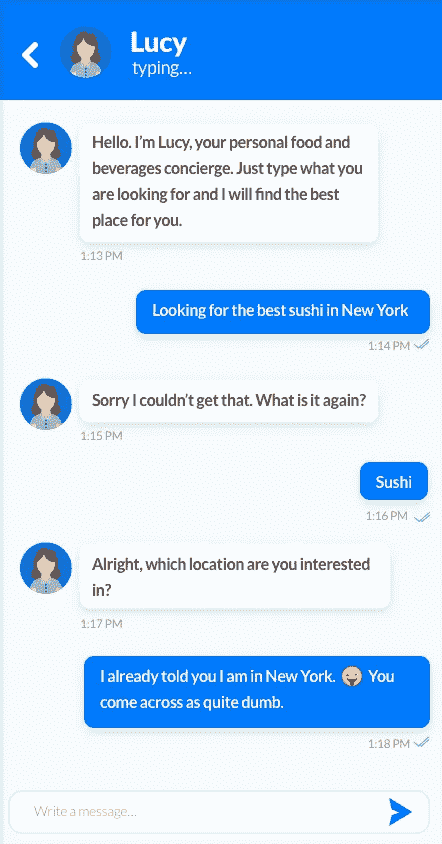 Lucy
typing...
Hello. I'm Lucy, your personal food and
beverages concierge. Just type what you
are looking for and I will find the best
place for you.
1:13 PM
Looking for the best sushi in New York
1:14 PM
Sorry I couldn't get that. What is it again?
1:15 PM
Sushi
1:16 PM
Alright, which location are you interested
in?
1:17 PM
I already told you I am in New York. 😛 You
come across as quite dumb.
1:18 PM
Write a message...